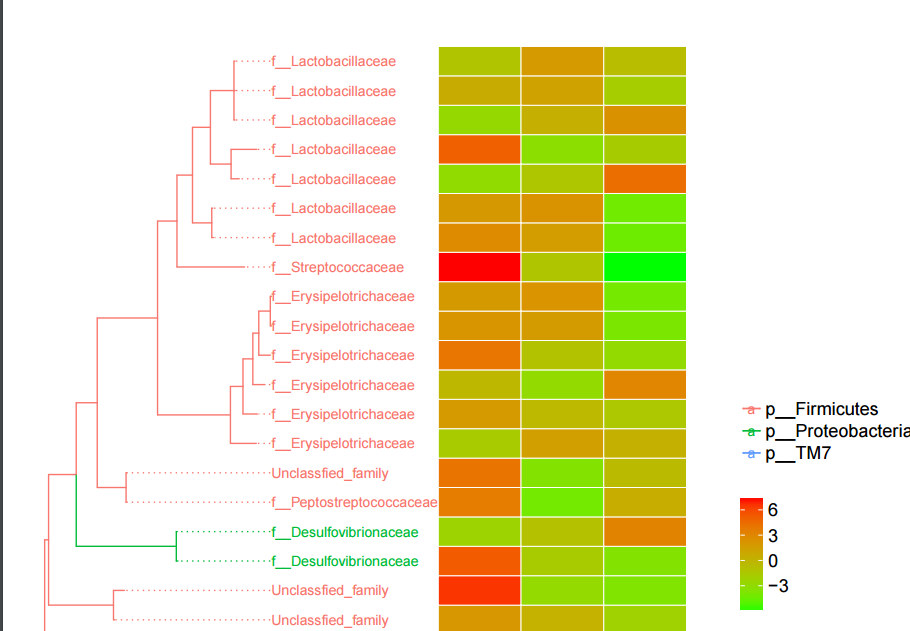 f__Lactobacillaceae
f__Lactobacillaceae
f__Lactobacillaceae
f__Lactobacillaceae
f__Lactobacillaceae
f__Lactobacillaceae
f__Lactobacillaceae
f__Streptococcaceae
f__Erysipelotrichaceae
f__Erysipelotrichaceae
f__Erysipelotrichaceae
f__Erysipelotrichaceae
f__Erysipelotrichaceae
f__Erysipelotrichaceae
Unclassfied_family
f__Peptostreptococcaceae
f__Desulfovibrionaceae
f__Desulfovibrionaceae
Unclassfied_family
Unclassfied_family
a p__Firmicutes
a p__Proteobacteria
a p__TM7
6
3
0
−3